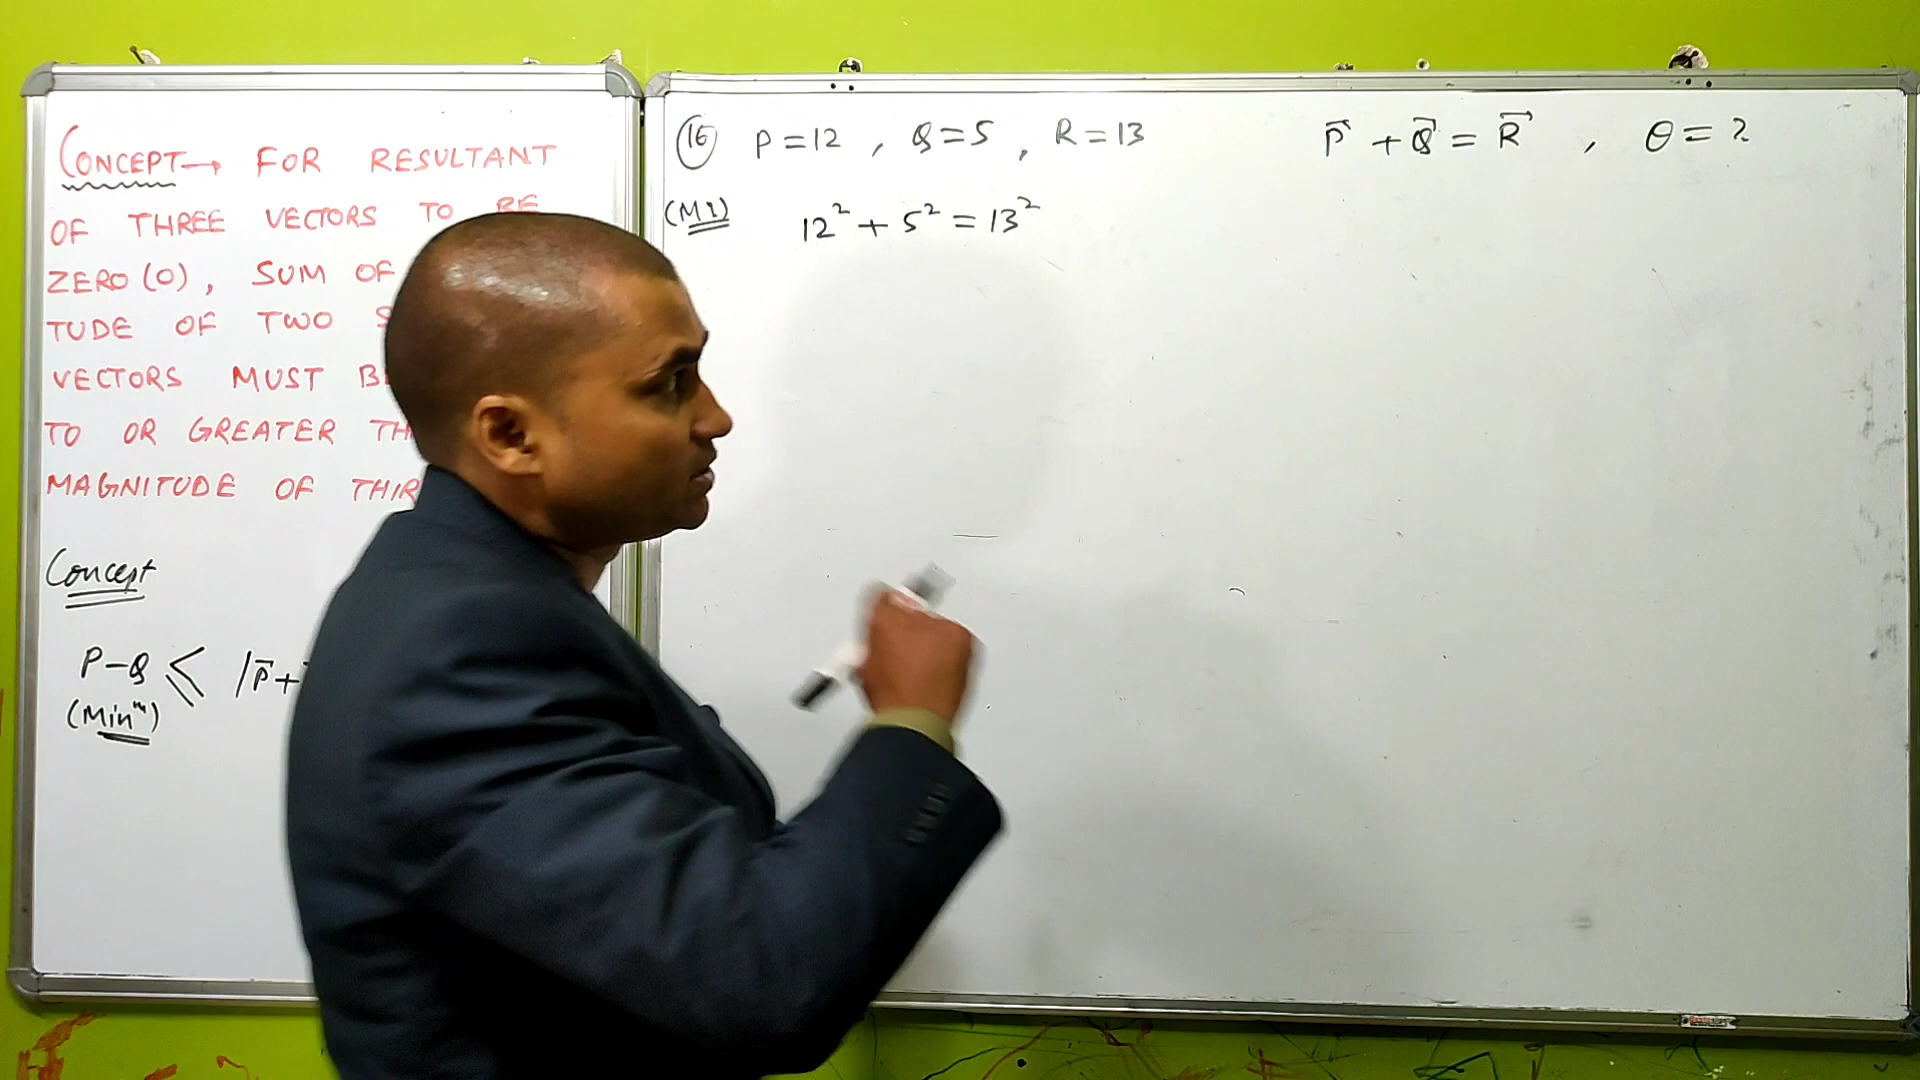 CONCEPT → FOR RESULTANT
OF THREE VECTORS TO BE
ZERO (0), SUM OF
TUDE OF TWO
VECTORS MUST
TO OR GREATER
MAGNITUDE OF
Concept
P-Q ≤ |P⃗+
(Minᵐ)
(16) P=12, Q=5, R=13 P⃗ + Q⃗ = R⃗, θ=?
(M1) 12² + 5² = 13²